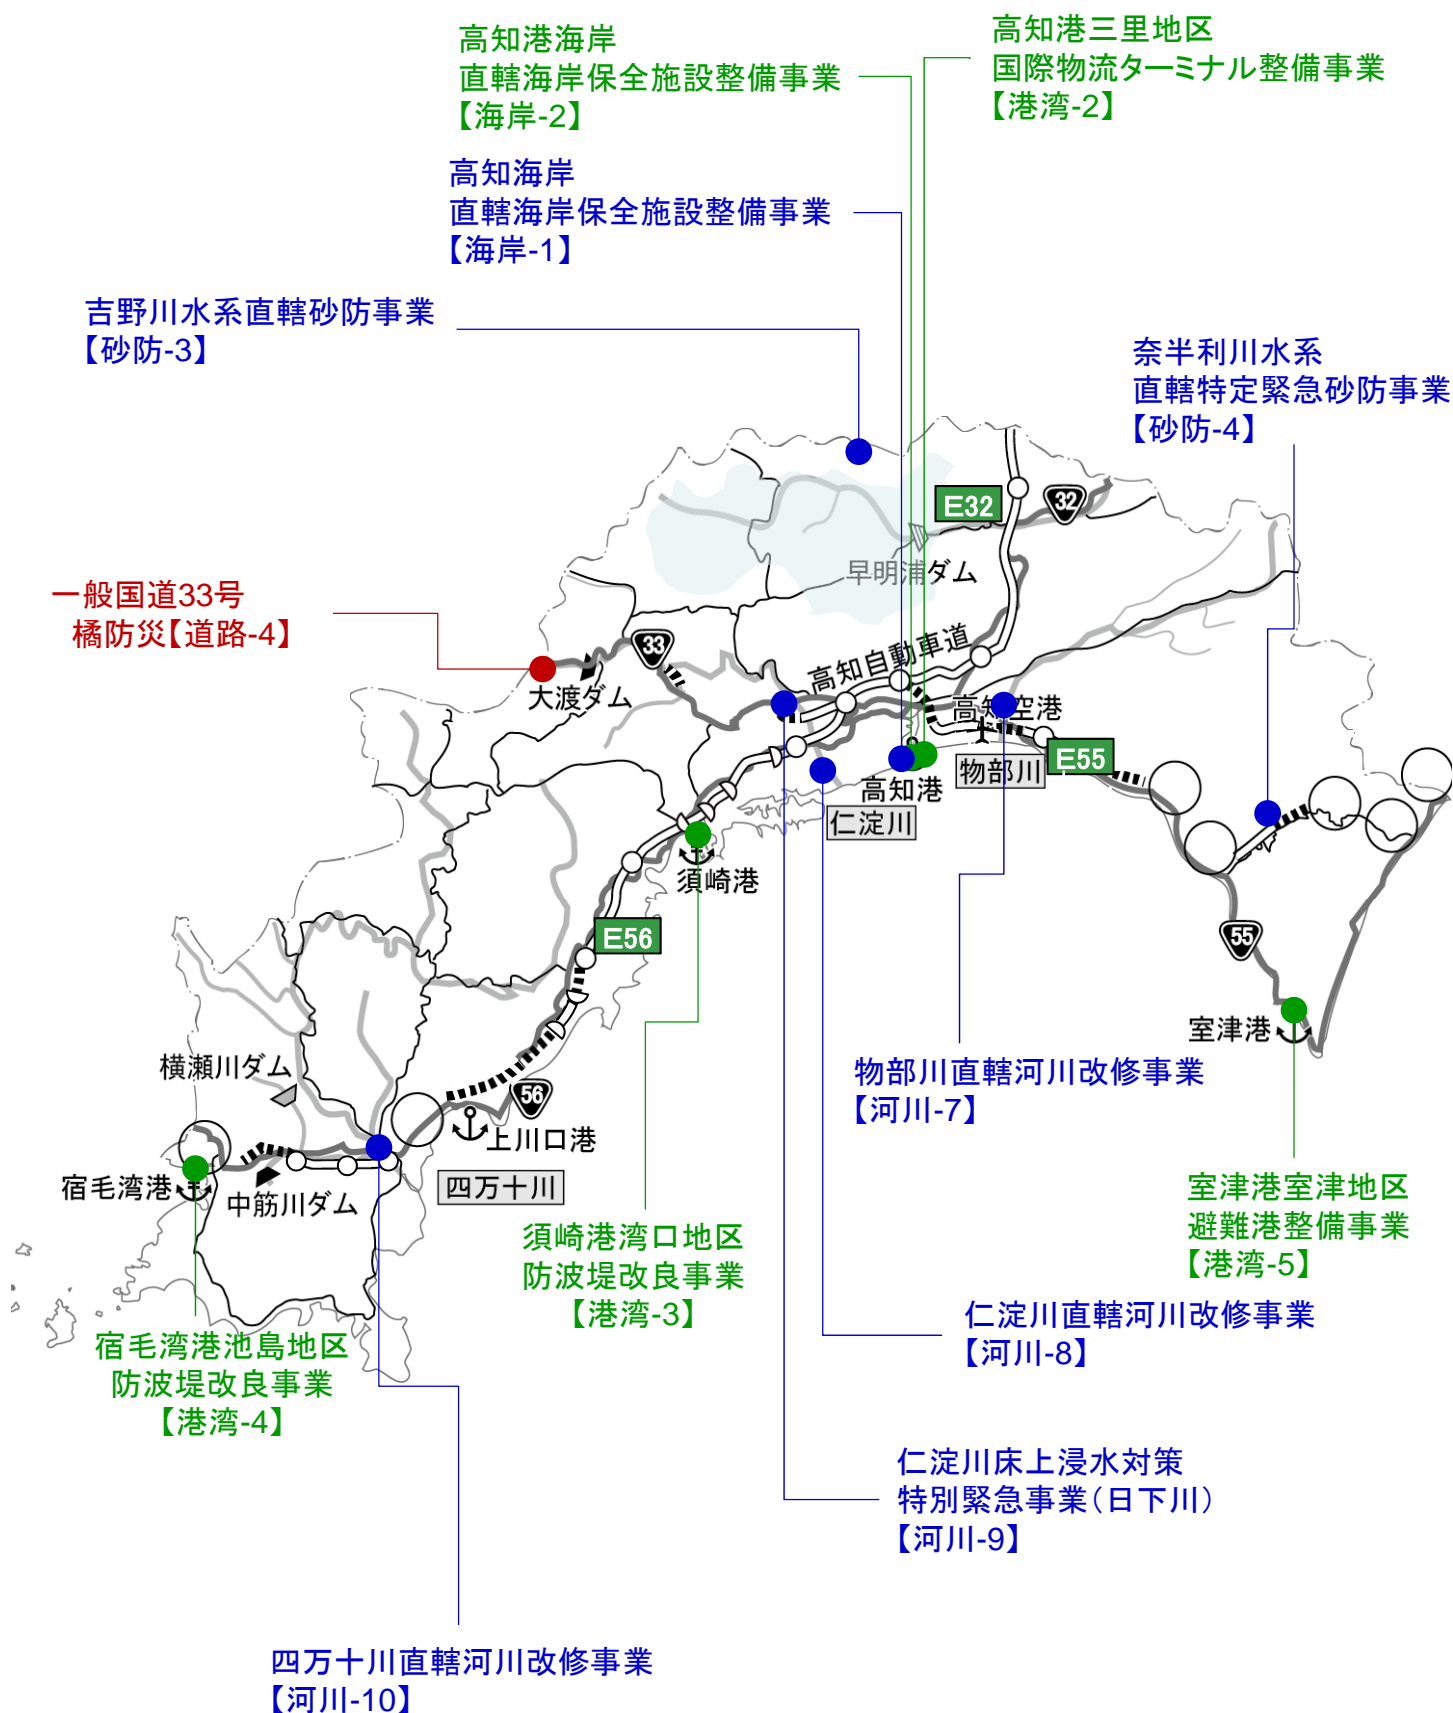 高知港海岸
直轄海岸保全施設整備事業
【海岸-2】
高知港三里地区
国際物流ターミナル整備事業
【港湾-2】
高知海岸
直轄海岸保全施設整備事業
【海岸-1】
吉野川水系直轄砂防事業
【砂防-3】
奈半利川水系
直轄特定緊急砂防事業
【砂防-4】
E32
32
早明浦ダム
一般国道33号
橘防災【道路-4】
33
大渡ダム
高知自動車道
高知空港
E55
物部川
高知港
仁淀川
須崎港
E56
55
室津港
横瀬川ダム
56
上川口港
宿毛湾港
中筋川ダム
四万十川
物部川直轄河川改修事業
【河川-7】
室津港室津地区
避難港整備事業
【港湾-5】
須崎港湾口地区
防波堤改良事業
【港湾-3】
仁淀川直轄河川改修事業
【河川-8】
宿毛湾港池島地区
防波堤改良事業
【港湾-4】
仁淀川床上浸水対策
特別緊急事業（日下川）
【河川-9】
四万十川直轄河川改修事業
【河川-10】